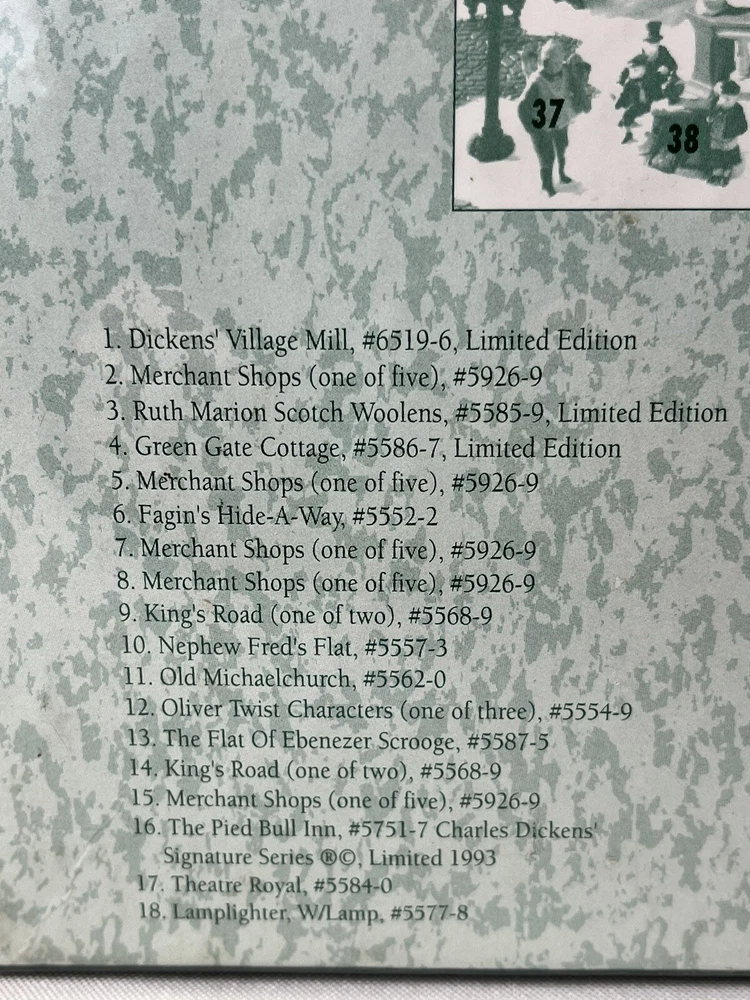 37
38
1. Dickens' Village Mill, #6519-6, Limited Edition
2. Merchant Shops (one of five), #5926-9
3. Ruth Marion Scotch Woolens, #5585-9, Limited Edition
4. Green Gate Cottage, #5586-7, Limited Edition
5. Merchant Shops (one of five), #5926-9
6. Fagin's Hide-A-Way, #5552-2
7. Merchant Shops (one of five), #5926-9
8. Merchant Shops (one of five), #5926-9
9. King's Road (one of two), #5568-9
10. Nephew Fred's Flat, #5557-3
11. Old Michaelchurch, #5562-0
12. Oliver Twist Characters (one of three), #5554-9
13. The Flat Of Ebenezer Scrooge, #5587-5
14. King's Road (one of two), #5568-9
15. Merchant Shops (one of five), #5926-9
16. The Pied Bull Inn, #5751-7 Charles Dickens'
Signature Series ®©, Limited 1993
17. Theatre Royal, #5584-0
18. Lamplighter, W/Lamp, #5577-8